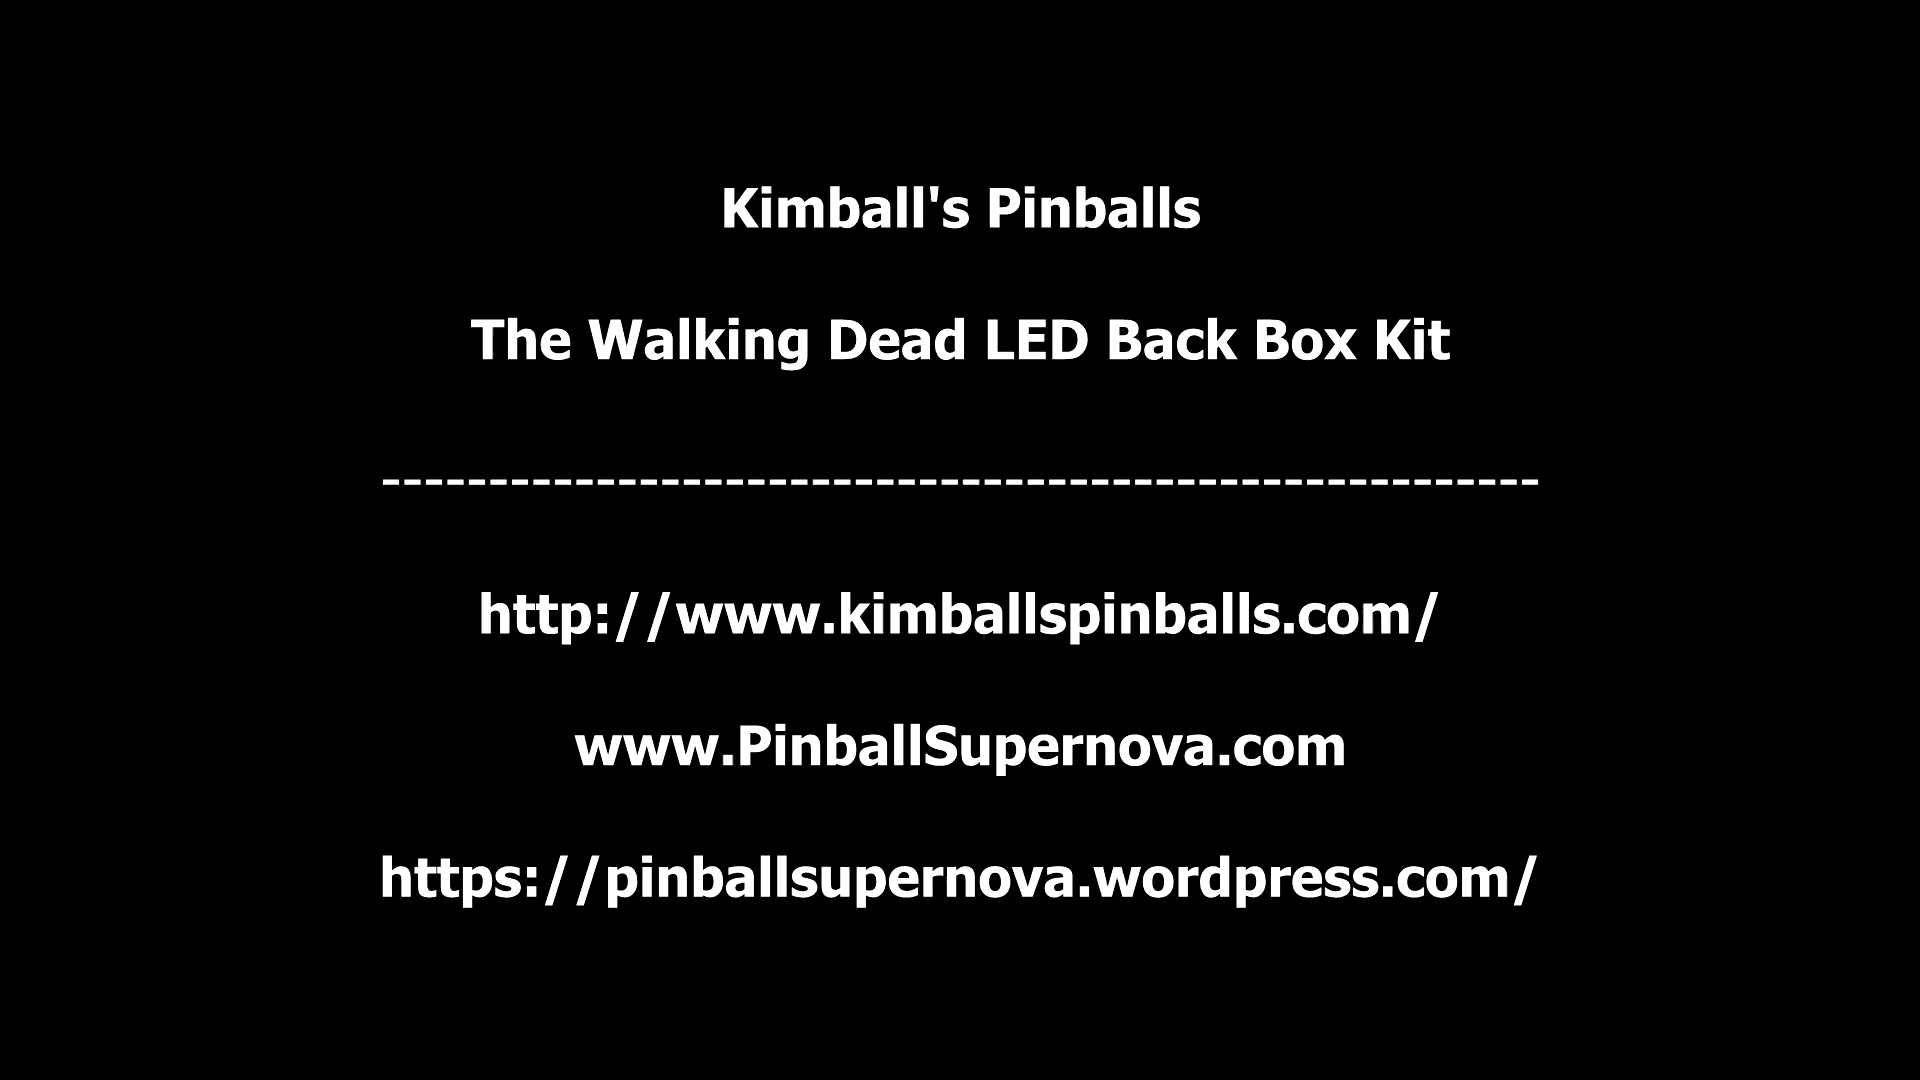 Kimball's Pinballs
The Walking Dead LED Back Box Kit
------------------------------------------------------
http://www.kimballspinballs.com/
www.PinballSupernova.com
https://pinballsupernova.wordpress.com/